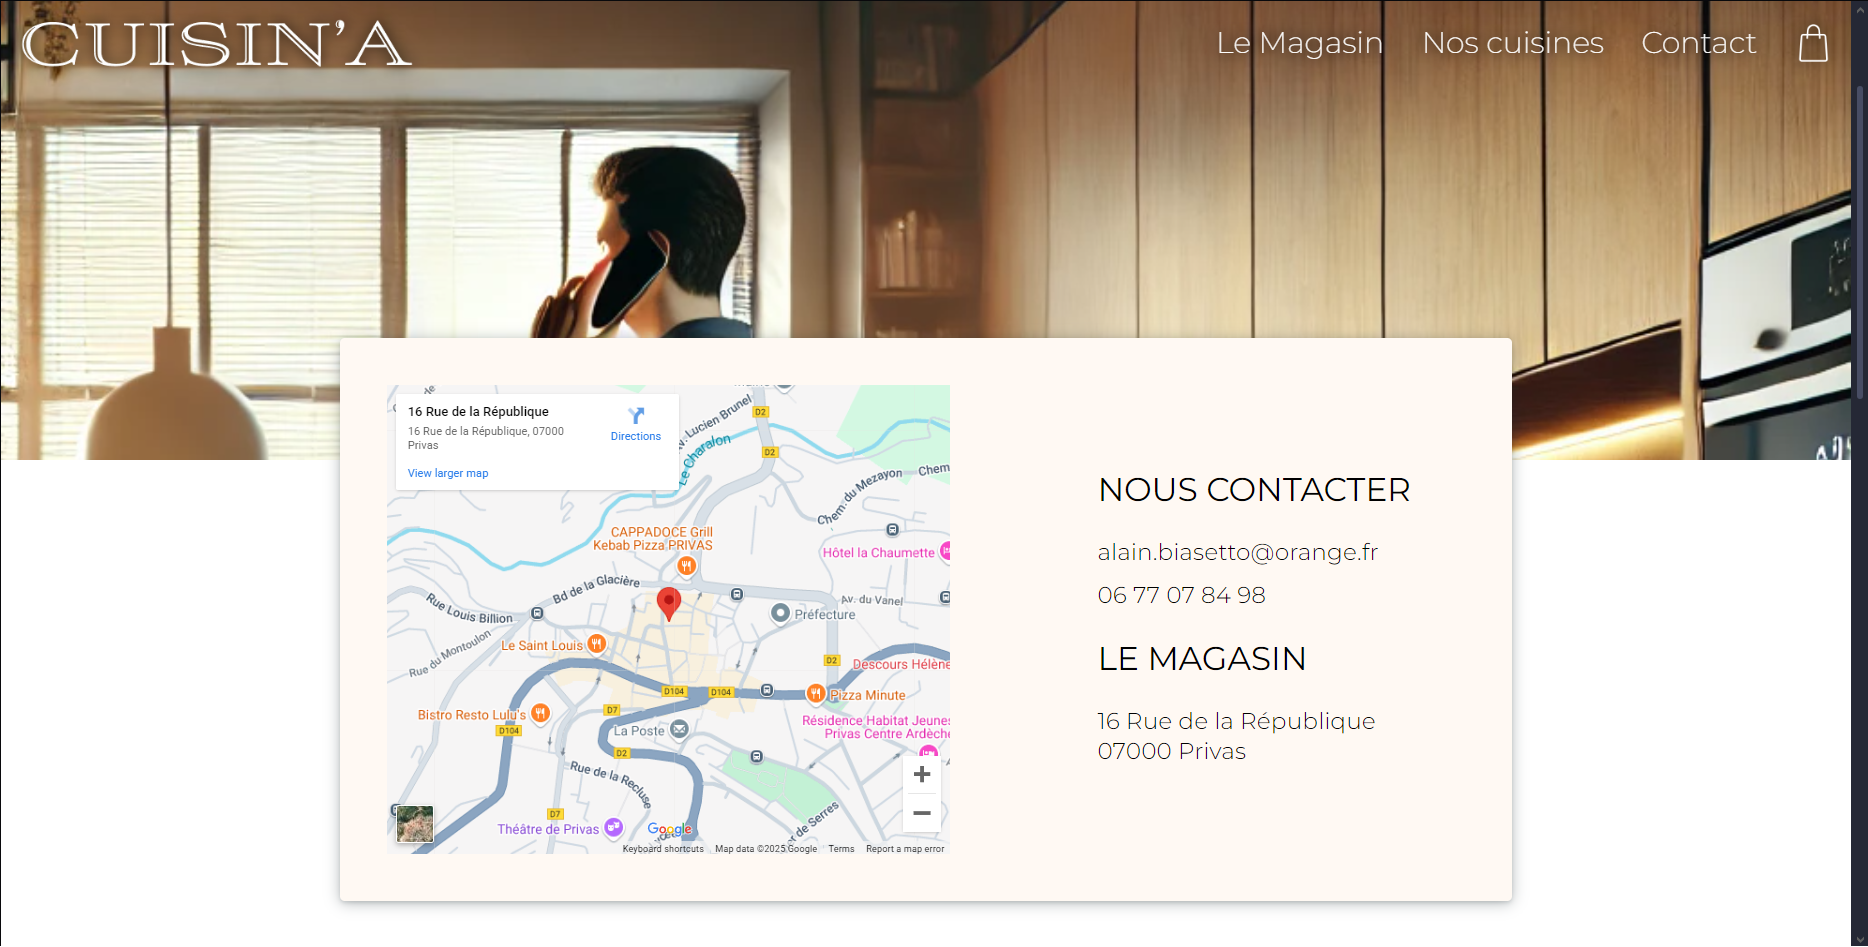 CUISIN'A
Le Magasin
Nos cuisines
Contact
16 Rue de la République
16 Rue de la République, 07000
Privas
Directions
View larger map
Av. Lucien Brunel
Le Charalon
D2
D2
Chem. du Mezayon
Chem
CAPPADOCE Grill
Kebab Pizza PRIVAS
Hôtel la Chaumette
Bd de la Glacière
Rue Louis Billion
Av. du Vanel
Préfecture
Rue du Montoulon
Le Saint Louis
D2
Descours Hélène
D104
D104
Pizza Minute
Bistro Resto Lulu's
D7
Résidence Habitat Jeunes
Privas Centre Ardèche
D104
La Poste
D2
Rue de la Recluse
D7
Théâtre de Privas
Google
de Serres
Keyboard shortcuts
Map data ©2025 Google
Terms
Report a map error
NOUS CONTACTER
alain.biasetto@orange.fr
06 77 07 84 98
LE MAGASIN
16 Rue de la République
07000 Privas